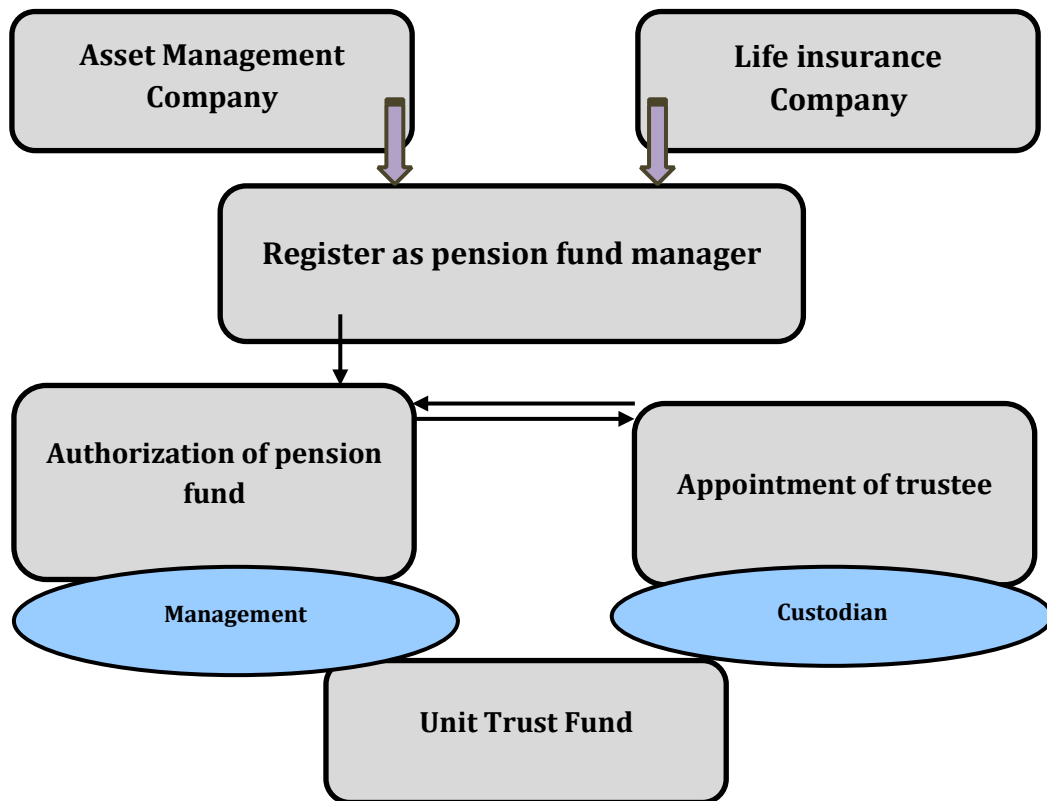 Asset Management
Company
Life insurance
Company
Register as pension fund manager
Authorization of pension
fund
Appointment of trustee
Management
Custodian
Unit Trust Fund